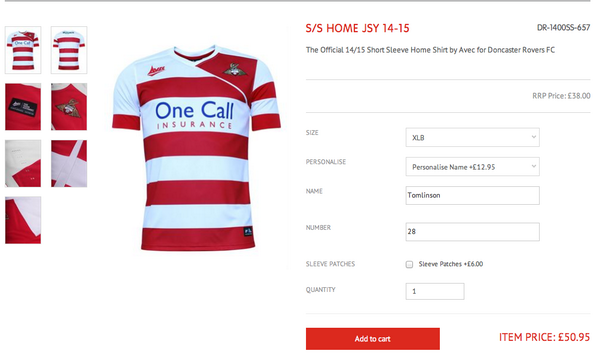 S/S HOME JSY 14-15
DR-1400SS-657
The Official 14/15 Short Sleeve Home Shirt by Avec for Doncaster Rovers FC
RRP Price: £38.00
One Call
INSURANCE
SIZE
XLB
PERSONALISE
Personalise Name +£12.95
NAME
Tomlinson
NUMBER
28
SLEEVE PATCHES
Sleeve Patches +£6.00
QUANTITY
1
Add to cart
ITEM PRICE: £50.95